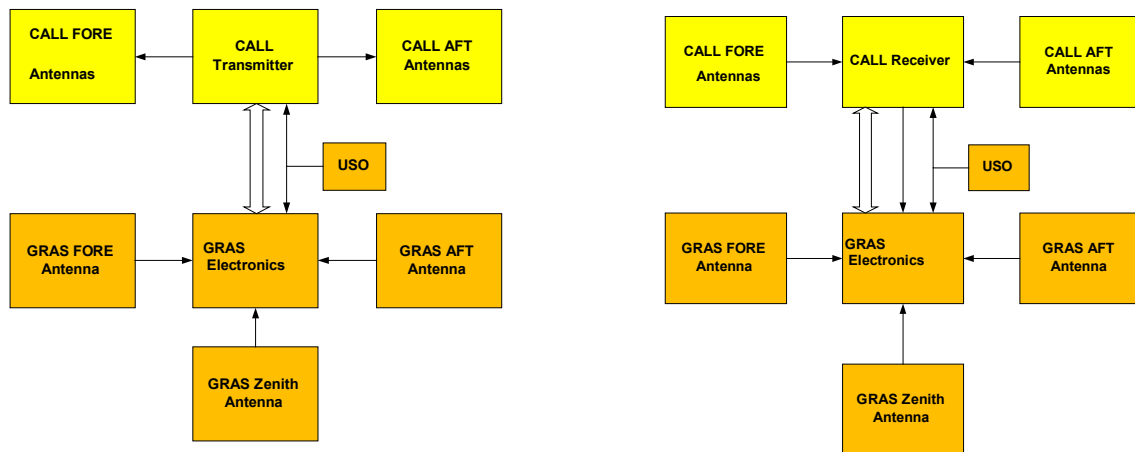 CALL FORE
Antennas
CALL
Transmitter
CALL AFT
Antennas
USO
GRAS FORE
Antenna
GRAS
Electronics
GRAS AFT
Antenna
GRAS Zenith
Antenna
CALL FORE
Antennas
CALL Receiver
CALL AFT
Antennas
USO
GRAS FORE
Antenna
GRAS
Electronics
GRAS AFT
Antenna
GRAS Zenith
Antenna